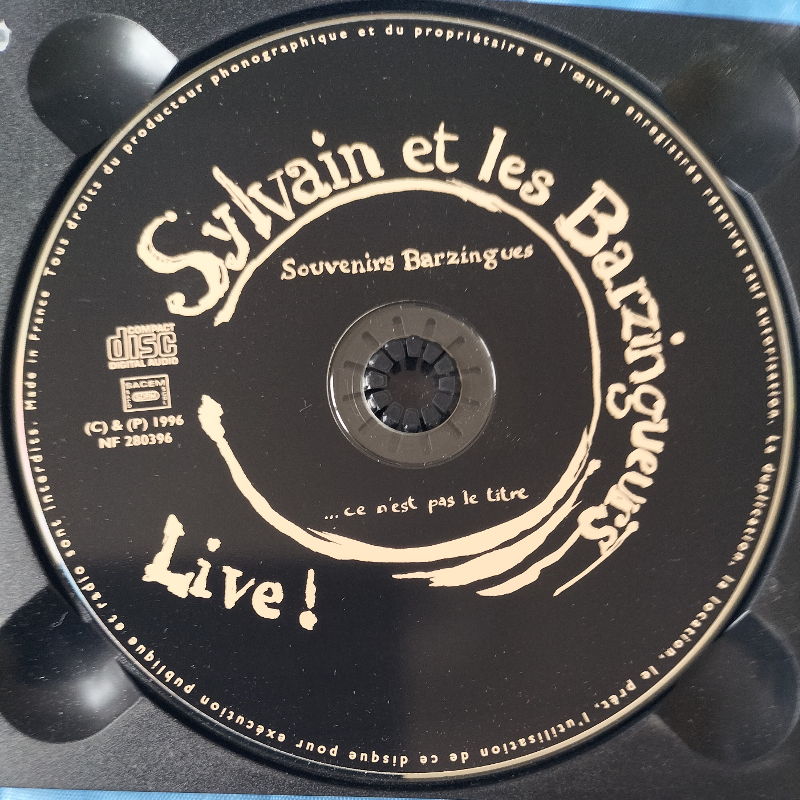 Sylvain et les Barzingueurs
Souvenirs Barzingues
COMPACT
disc
DIGITAL AUDIO
SACEM
(C) & (P) 1996
NF 280396
...ce n'est pas le titre
Live !
Made in France Tous droits du producteur phonographique et du propriétaire de l'œuvre enregistrée réservés sauf autorisation. La duplication, la location, le prêt, l'utilisation de ce disque pour exécution publique et radio sont interdits.